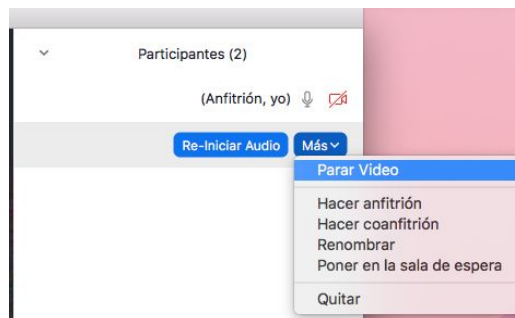 Participantes (2)
(Anfitrión, yo)
Re-Iniciar Audio Más
Parar Video
Hacer anfitrión
Hacer coanfitrión
Renombrar
Poner en la sala de espera
Quitar